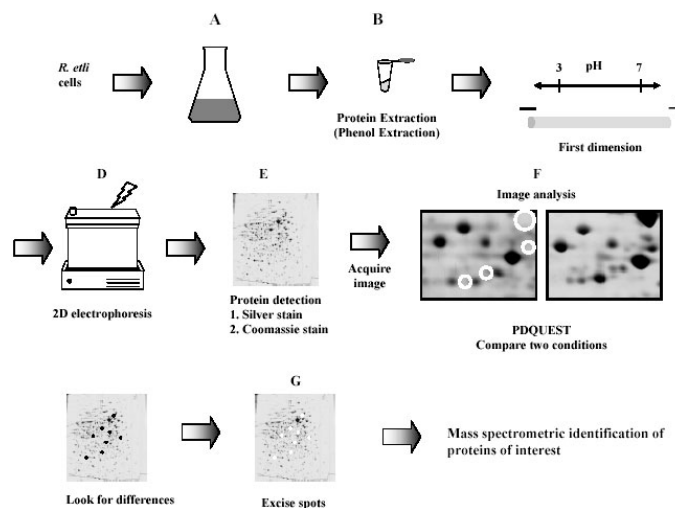 A
B
R. etli
cells
Protein Extraction
(Phenol Extraction)
3 pH 7
First dimension
D
E
F
Image analysis
Acquire
image
2D electrophoresis
Protein detection
1. Silver stain
2. Coomassie stain
PDQUEST
Compare two conditions
G
Mass spectrometric identification of
proteins of interest
Look for differences
Excise spots